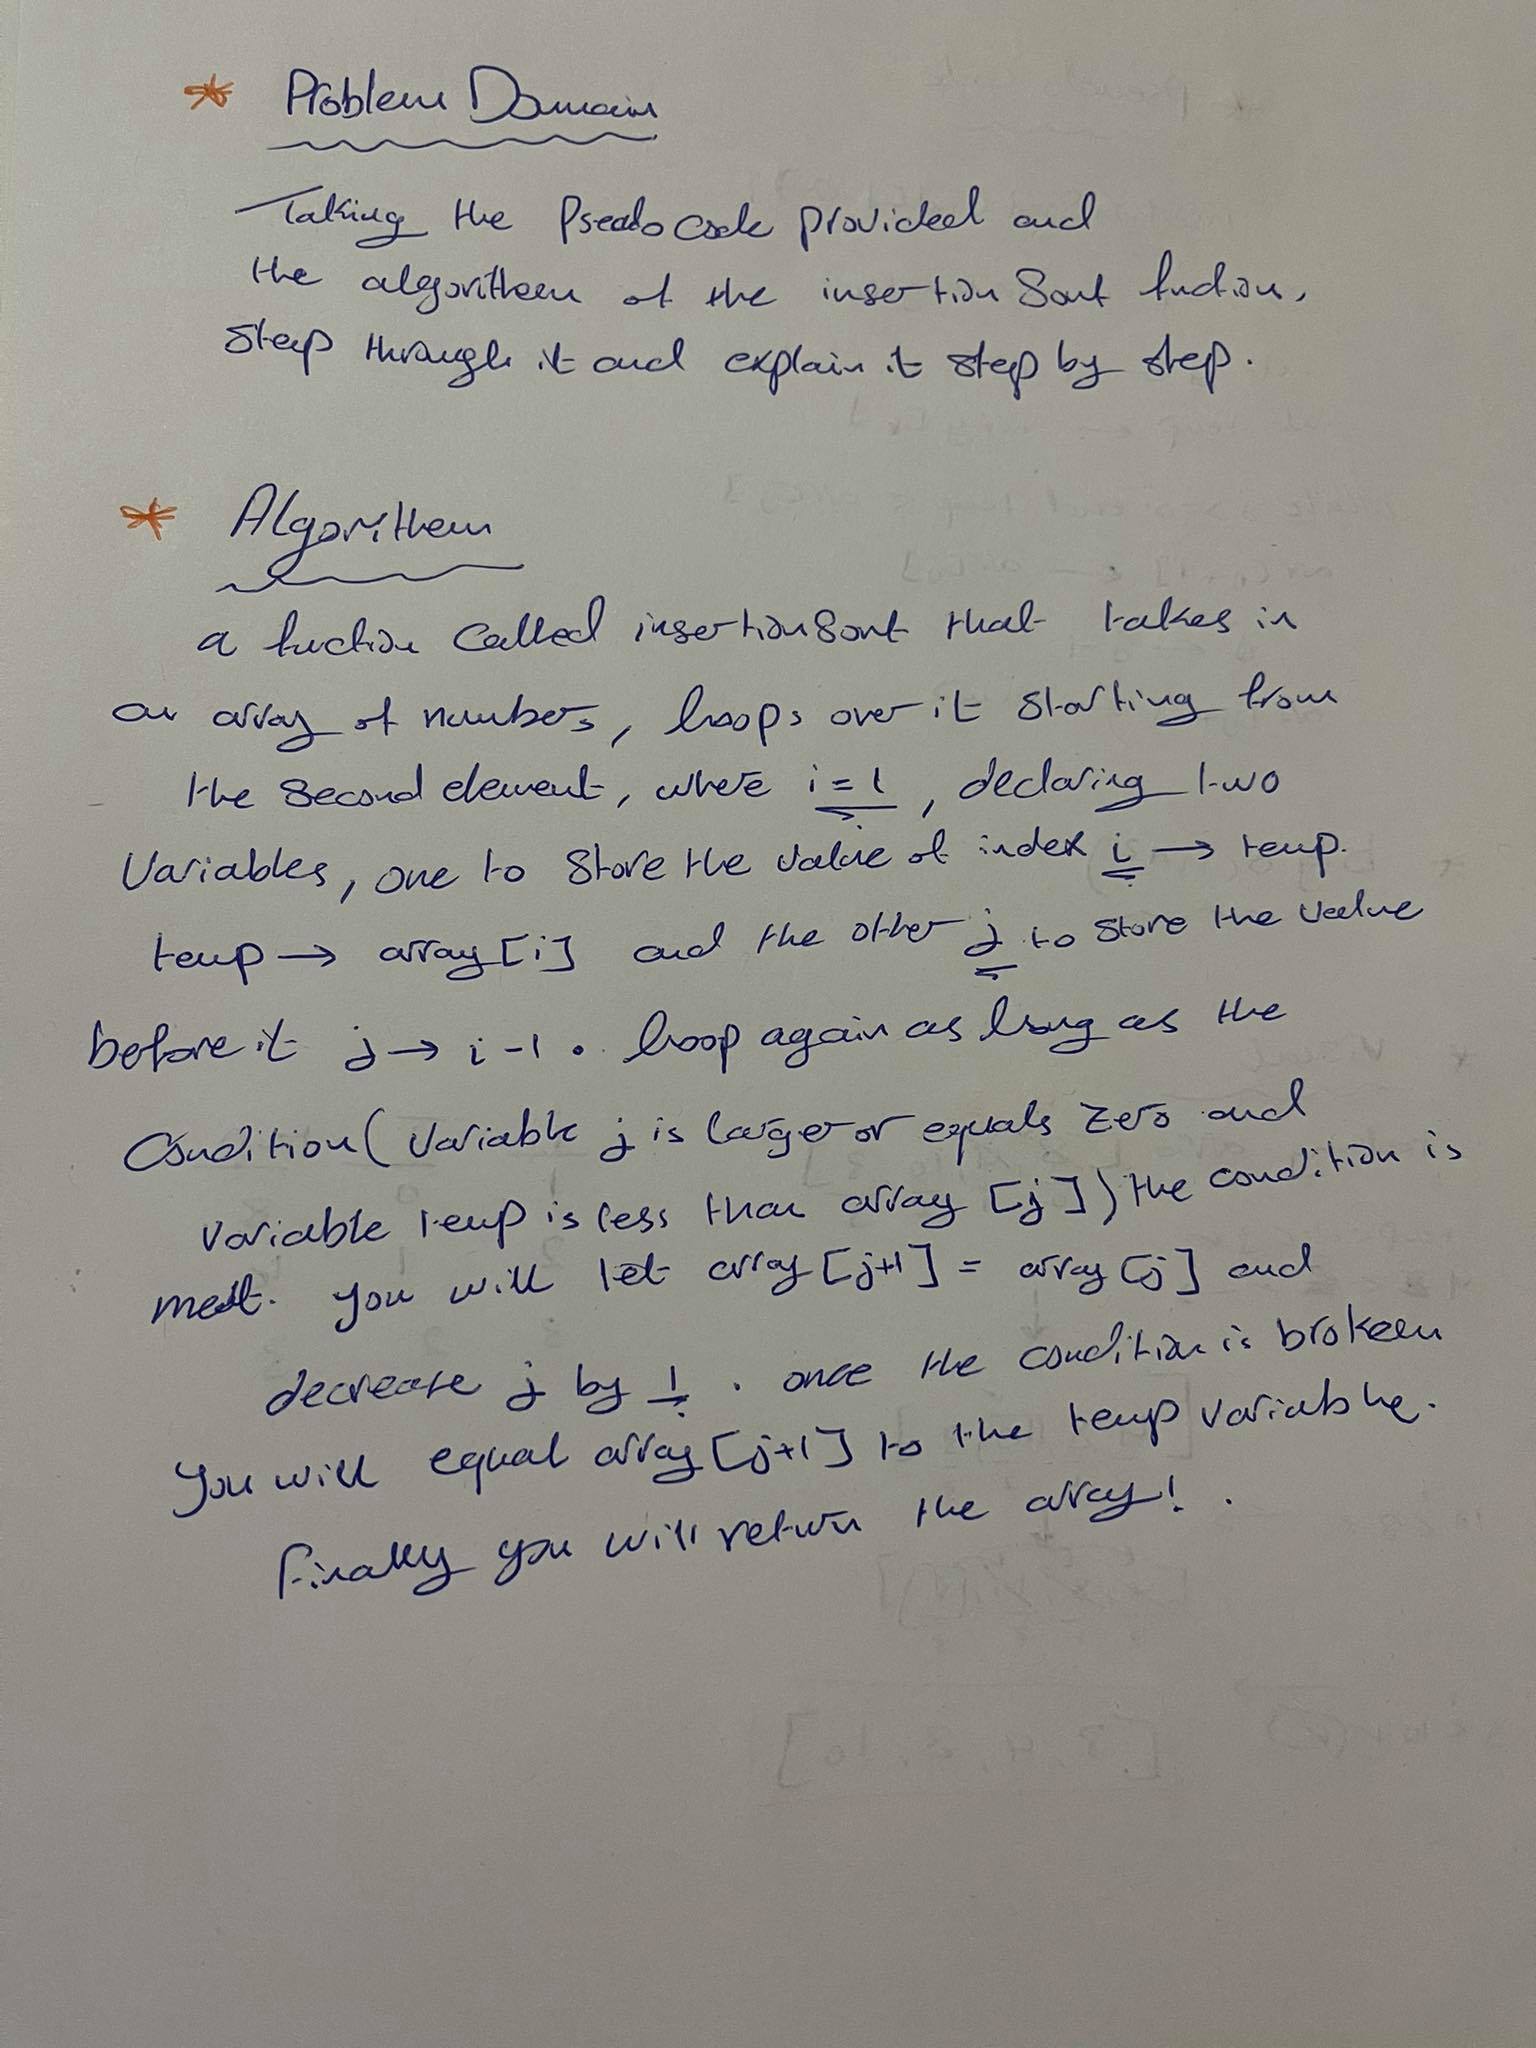 * Problem Domain
Taking the Pseudo Code provided and
the algorithem of the insertion Sort function,
Step through it and explain it step by step.
* Algorithem
a function Called insertionSort that takes in
an array of numbers, loops over it Starting from
the Second element, where i = 1, declaring two
Variables, one to Store the value of index i → temp.
temp → array [i] and the other j to store the value
before it j → i - 1. loop again as long as the
Condition (variable j is larger or equals zero and
variable temp is less than array [j]) the condition is
met. you will let array [j+1] = array [j] and
decrease j by 1. once the condition is broken
you will equal array [j+1] to the temp variable.
Finally you will return the array!.